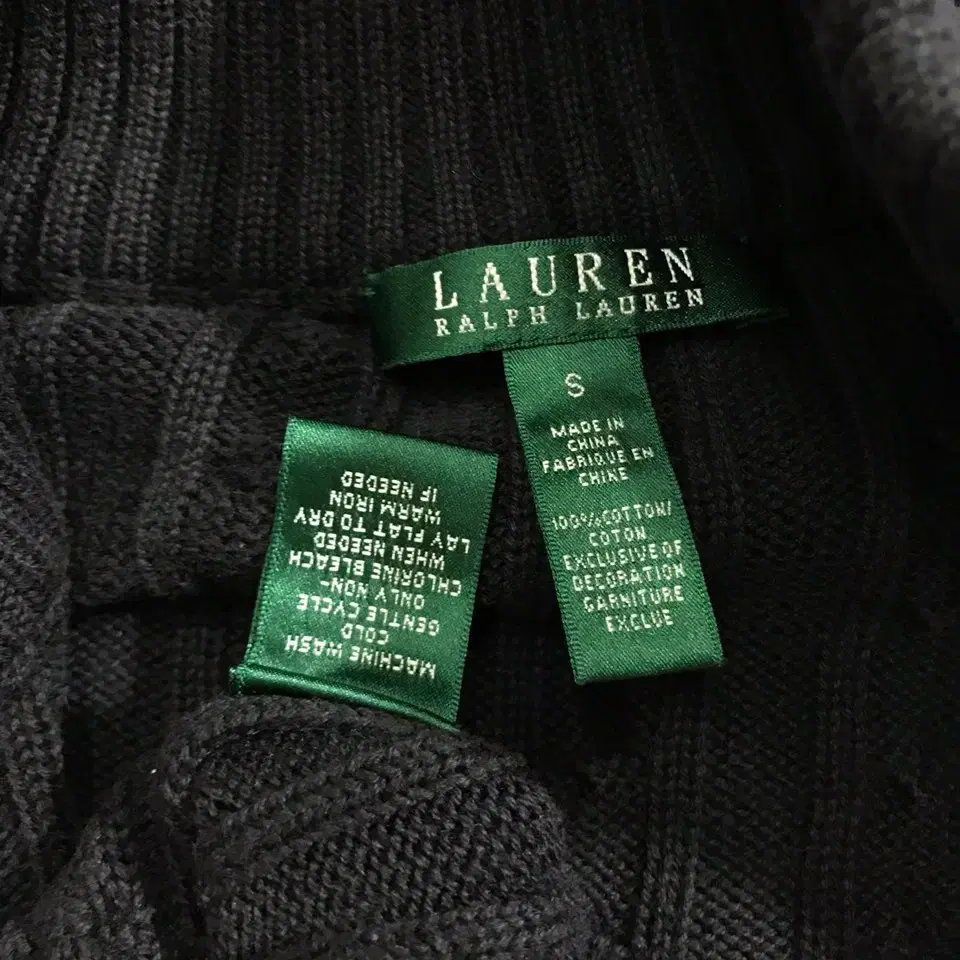 LAUREN
RALPH LAUREN
S
MADE IN
CHINA
FABRIQUE EN
CHINE
100% COTTON/
COTON
EXCLUSIVE OF
DECORATION
GARNITURE
EXCLUE
MACHINE WASH
COLD
GENTLE CYCLE
ONLY NON-
CHLORINE BLEACH
WHEN NEEDED
LAY FLAT TO DRY
WARM IRON
IF NEEDED